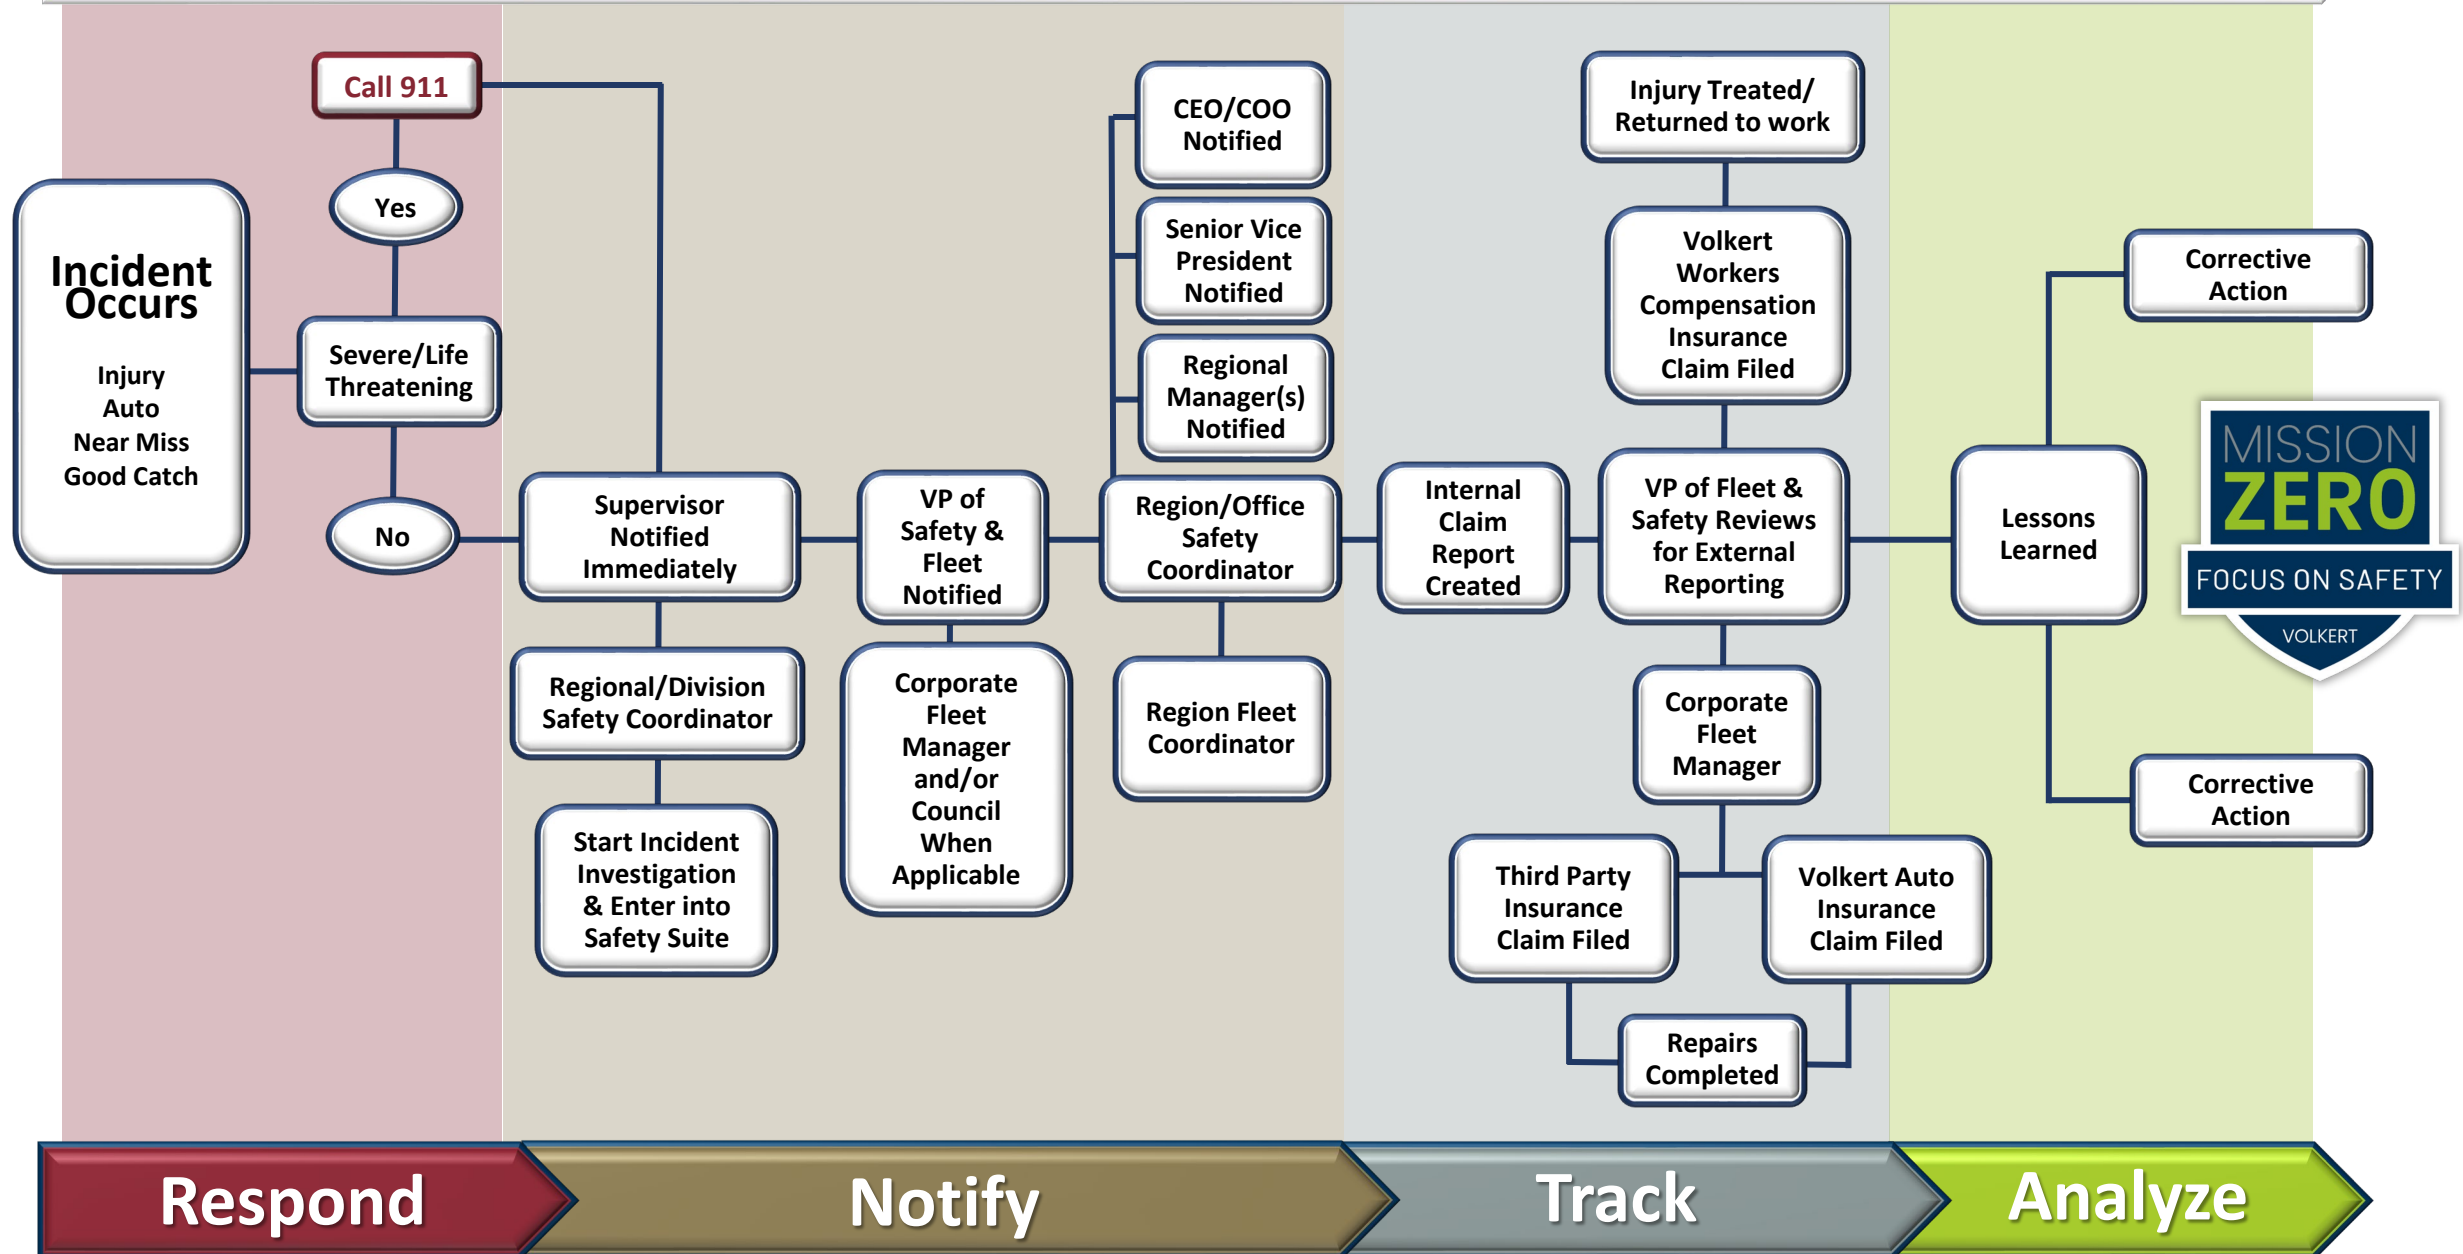 Call 911
Yes
Incident
Occurs
Injury
Auto
Near Miss
Good Catch
Severe/Life
Threatening
No
Supervisor
Notified
Immediately
Regional/Division
Safety Coordinator
Start Incident
Investigation
& Enter into
Safety Suite
VP of
Safety &
Fleet
Notified
Corporate
Fleet
Manager
and/or
Council
When
Applicable
CEO/COO
Notified
Senior Vice
President
Notified
Regional
Manager(s)
Notified
Region/Office
Safety
Coordinator
Region Fleet
Coordinator
Internal
Claim
Report
Created
Injury Treated/
Returned to work
Volkert
Workers
Compensation
Insurance
Claim Filed
VP of Fleet &
Safety Reviews
for External
Reporting
Corporate
Fleet
Manager
Third Party
Insurance
Claim Filed
Volkert Auto
Insurance
Claim Filed
Repairs
Completed
Lessons
Learned
Corrective
Action
Corrective
Action
MISSION
ZERO
FOCUS ON SAFETY
VOLKERT
Respond
Notify
Track
Analyze